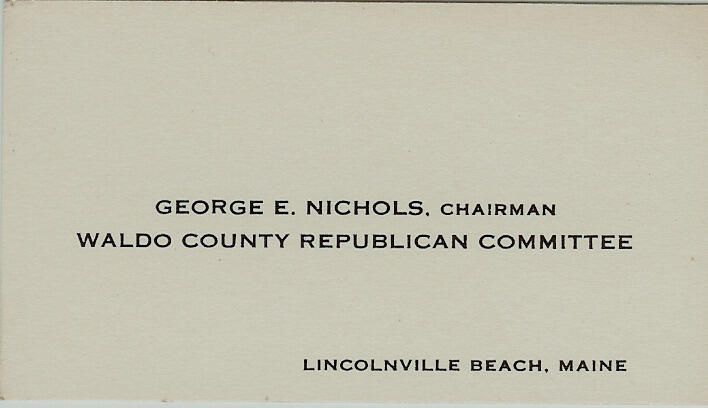 GEORGE E. NICHOLS, CHAIRMAN
WALDO COUNTY REPUBLICAN COMMITTEE
LINCOLNVILLE BEACH, MAINE